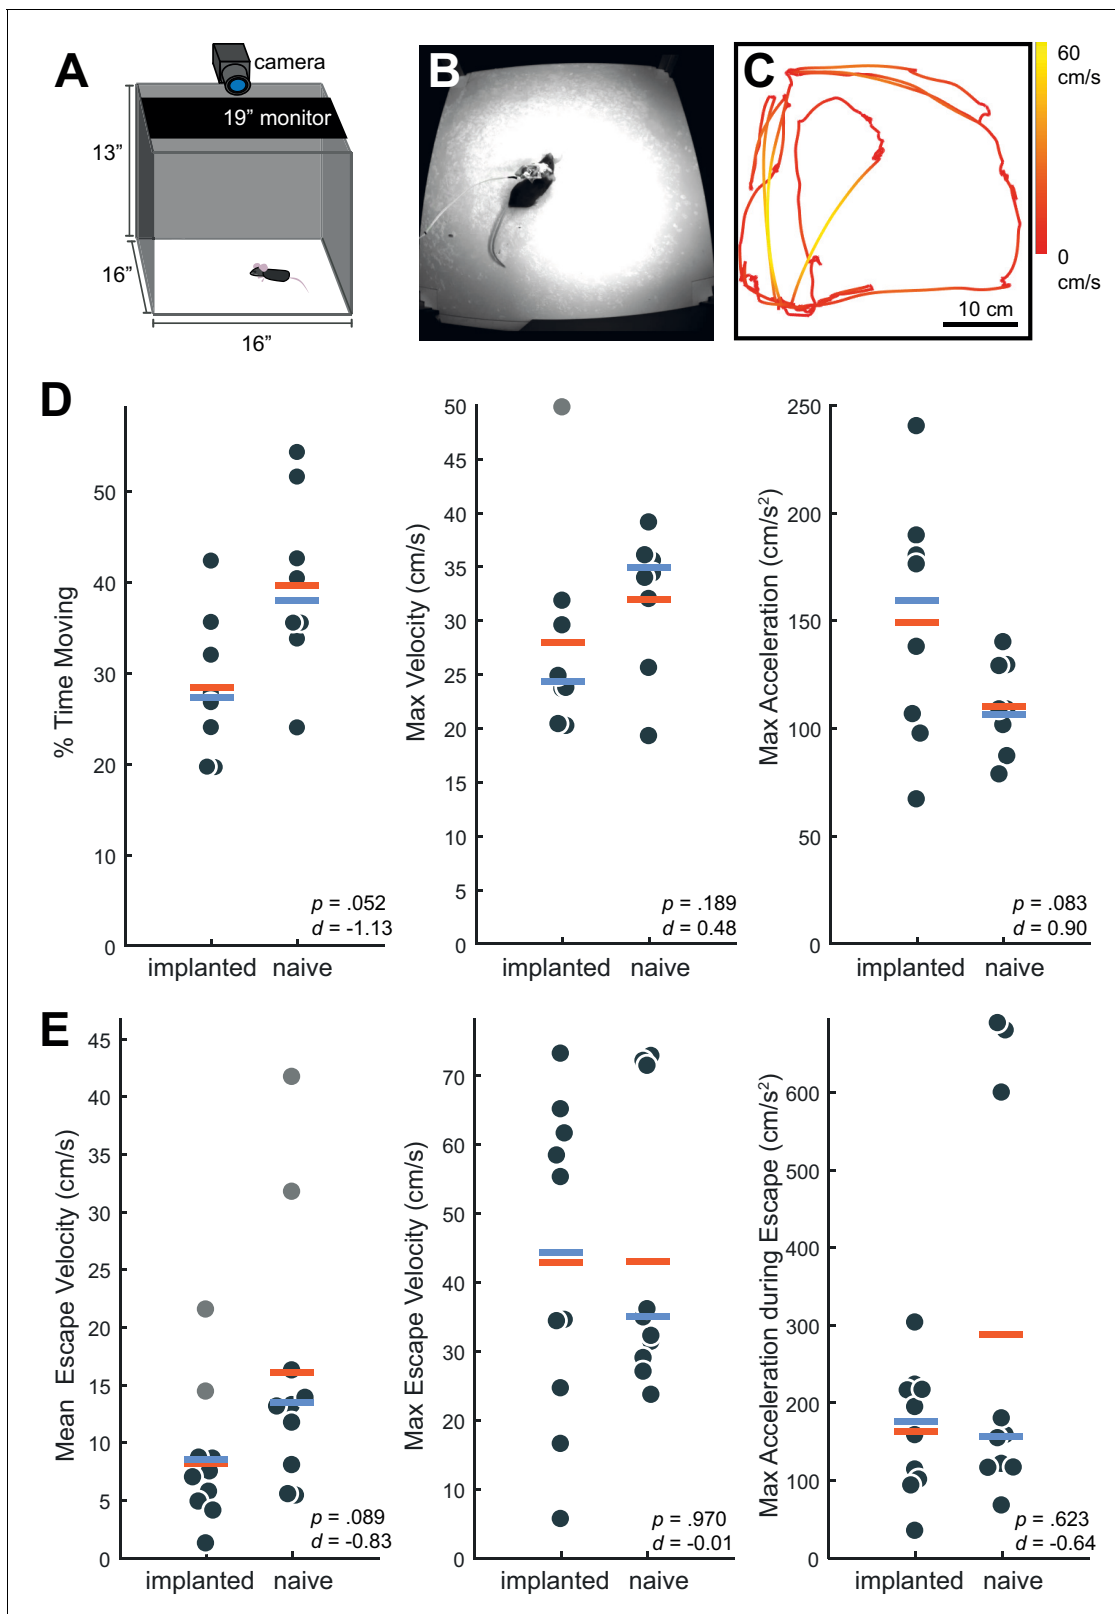 A
camera
19" monitor
13"
16"
16"
B
C
60
cm/s
0
cm/s
10 cm
D
% Time Moving
50
40
30
20
10
0
implanted
naive
p = .052
d = -1.13
Max Velocity (cm/s)
50
45
40
35
30
25
20
15
10
5
0
implanted
naive
p = .189
d = 0.48
Max Acceleration (cm/s²)
250
200
150
100
50
0
implanted
naive
p = .083
d = 0.90
E
Mean Escape Velocity (cm/s)
45
40
35
30
25
20
15
10
5
0
implanted
naive
p = .089
d = -0.83
Max Escape Velocity (cm/s)
70
60
50
40
30
20
10
0
implanted
naive
p = .970
d = -0.01
Max Acceleration during Escape (cm/s²)
600
500
400
300
200
100
0
implanted
naive
p = .623
d = -0.64